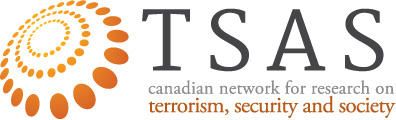 TSAS
canadian network for research on
terrorism, security and society